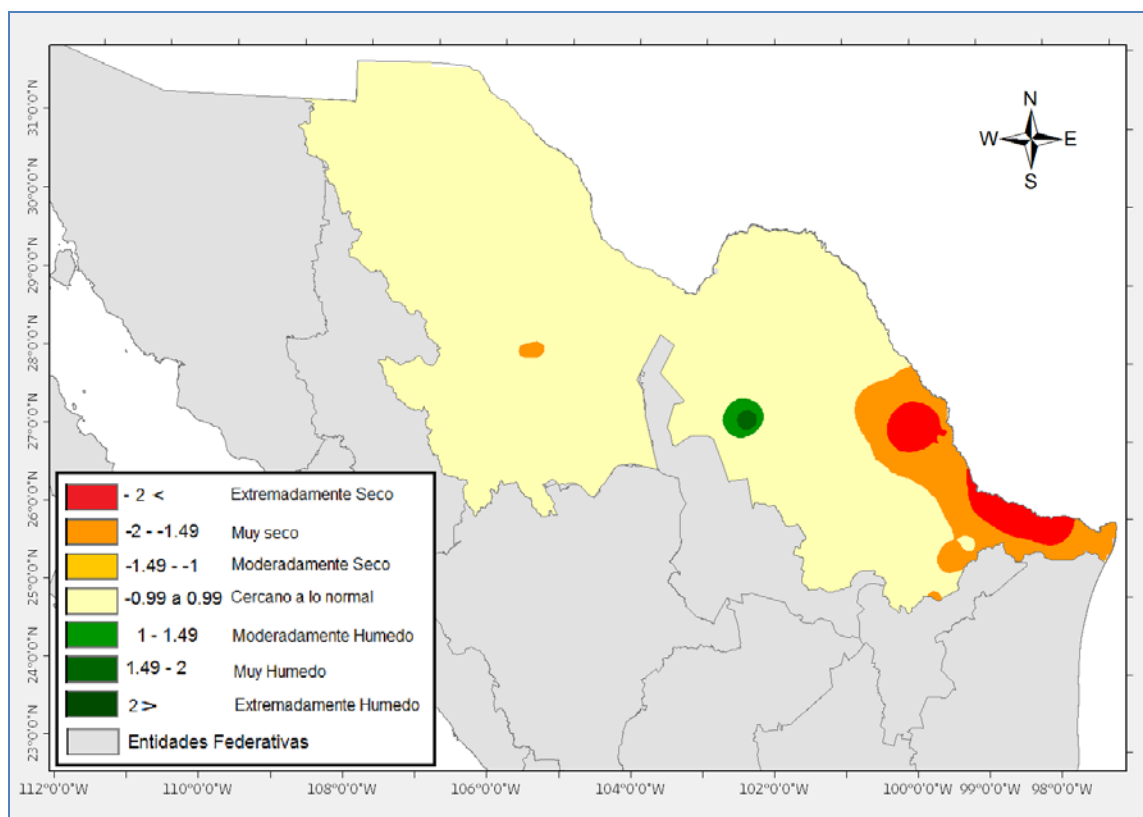 N
W E
S
31°0'0"N
30°0'0"N
29°0'0"N
28°0'0"N
27°0'0"N
26°0'0"N
25°0'0"N
24°0'0"N
23°0'0"N
- 2 < Extremadamente Seco
-2 - -1.49 Muy seco
-1.49 - -1 Moderadamente Seco
-0.99 a 0.99 Cercano a lo normal
1 - 1.49 Moderadamente Humedo
1.49 - 2 Muy Humedo
2 > Extremadamente Humedo
Entidades Federativas
112°0'0"W 110°0'0"W 108°0'0"W 106°0'0"W 104°0'0"W 102°0'0"W 100°0'0"W 99°0'0"W 98°0'0"W